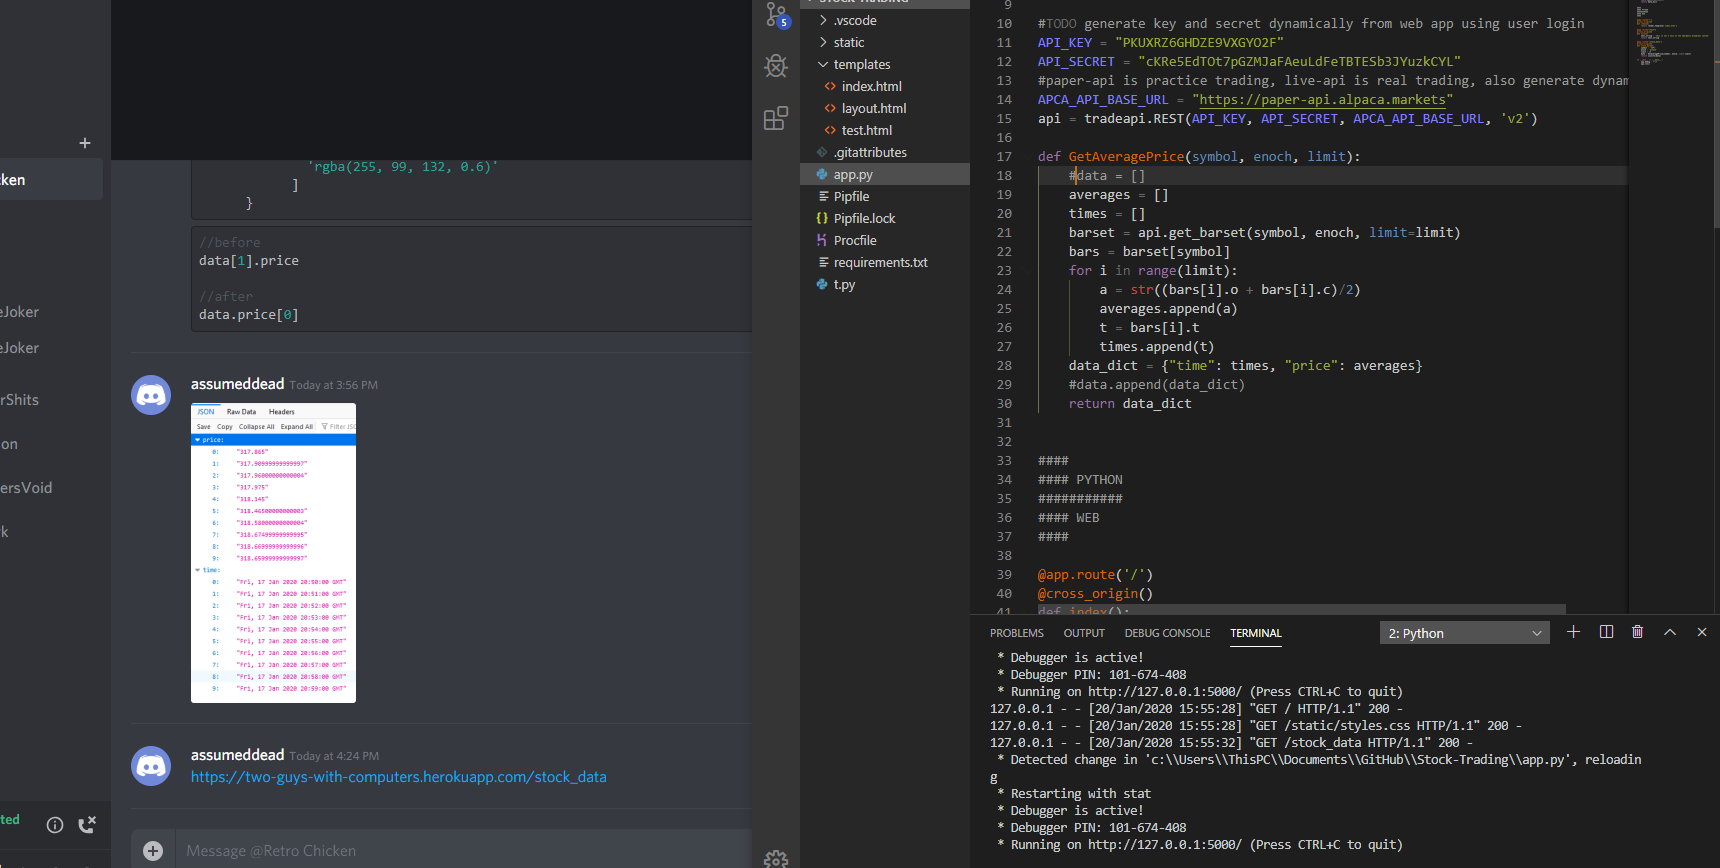 ken
eJoker
eJoker
rShits
on
ersVoid
k
ted
'rgba(255, 99, 132, 0.6)'
]
}
//before
data[1].price
//after
data.price[0]
assumeddead Today at 3:56 PM
JSON Raw Data Headers
Save Copy Collapse All Expand All Filter JSO
price:
0: "317.865"
1: "317.90999999999997"
2: "317.96000000000004"
3: "317.975"
4: "318.145"
5: "318.46500000000003"
6: "318.58000000000004"
7: "318.67499999999995"
8: "318.66999999999996"
9: "318.65999999999997"
time:
0: "Fri, 17 Jan 2020 20:50:00 GMT"
1: "Fri, 17 Jan 2020 20:51:00 GMT"
2: "Fri, 17 Jan 2020 20:52:00 GMT"
3: "Fri, 17 Jan 2020 20:53:00 GMT"
4: "Fri, 17 Jan 2020 20:54:00 GMT"
5: "Fri, 17 Jan 2020 20:55:00 GMT"
6: "Fri, 17 Jan 2020 20:56:00 GMT"
7: "Fri, 17 Jan 2020 20:57:00 GMT"
8: "Fri, 17 Jan 2020 20:58:00 GMT"
9: "Fri, 17 Jan 2020 20:59:00 GMT"
assumeddead Today at 4:24 PM
https://two-guys-with-computers.herokuapp.com/stock_data
Message @Retro Chicken
5
STOCK-TRADING
.vscode
static
templates
index.html
layout.html
test.html
.gitattributes
app.py
Pipfile
Pipfile.lock
Procfile
requirements.txt
t.py
9
10 #TODO generate key and secret dynamically from web app using user login
11 API_KEY = "PKUXRZ6GHDZE9VXGYO2F"
12 API_SECRET = "cKRe5EdTOt7pGZMJaFAeuLdFeTBTESb3JYuzkCYL"
13 #paper-api is practice trading, live-api is real trading, also generate dynam
14 APCA_API_BASE_URL = "https://paper-api.alpaca.markets"
15 api = tradeapi.REST(API_KEY, API_SECRET, APCA_API_BASE_URL, 'v2')
16
17 def GetAveragePrice(symbol, enoch, limit):
18 #data = []
19 averages = []
20 times = []
21 barset = api.get_barset(symbol, enoch, limit=limit)
22 bars = barset[symbol]
23 for i in range(limit):
24 a = str((bars[i].o + bars[i].c)/2)
25 averages.append(a)
26 t = bars[i].t
27 times.append(t)
28 data_dict = {"time": times, "price": averages}
29 #data.append(data_dict)
30 return data_dict
31
32
33 ####
34 #### PYTHON
35 ###########
36 #### WEB
37 ####
38
39 @app.route('/')
40 @cross_origin()
41 def index():
PROBLEMS OUTPUT DEBUG CONSOLE TERMINAL 2: Python
* Debugger is active!
* Debugger PIN: 101-674-408
* Running on http://127.0.0.1:5000/ (Press CTRL+C to quit)
127.0.0.1 - - [20/Jan/2020 15:55:28] "GET / HTTP/1.1" 200 -
127.0.0.1 - - [20/Jan/2020 15:55:28] "GET /static/styles.css HTTP/1.1" 200 -
127.0.0.1 - - [20/Jan/2020 15:55:32] "GET /stock_data HTTP/1.1" 200 -
* Detected change in 'c:\\Users\\ThisPC\\Documents\\GitHub\\Stock-Trading\\app.py', reloadin
g
* Restarting with stat
* Debugger is active!
* Debugger PIN: 101-674-408
* Running on http://127.0.0.1:5000/ (Press CTRL+C to quit)